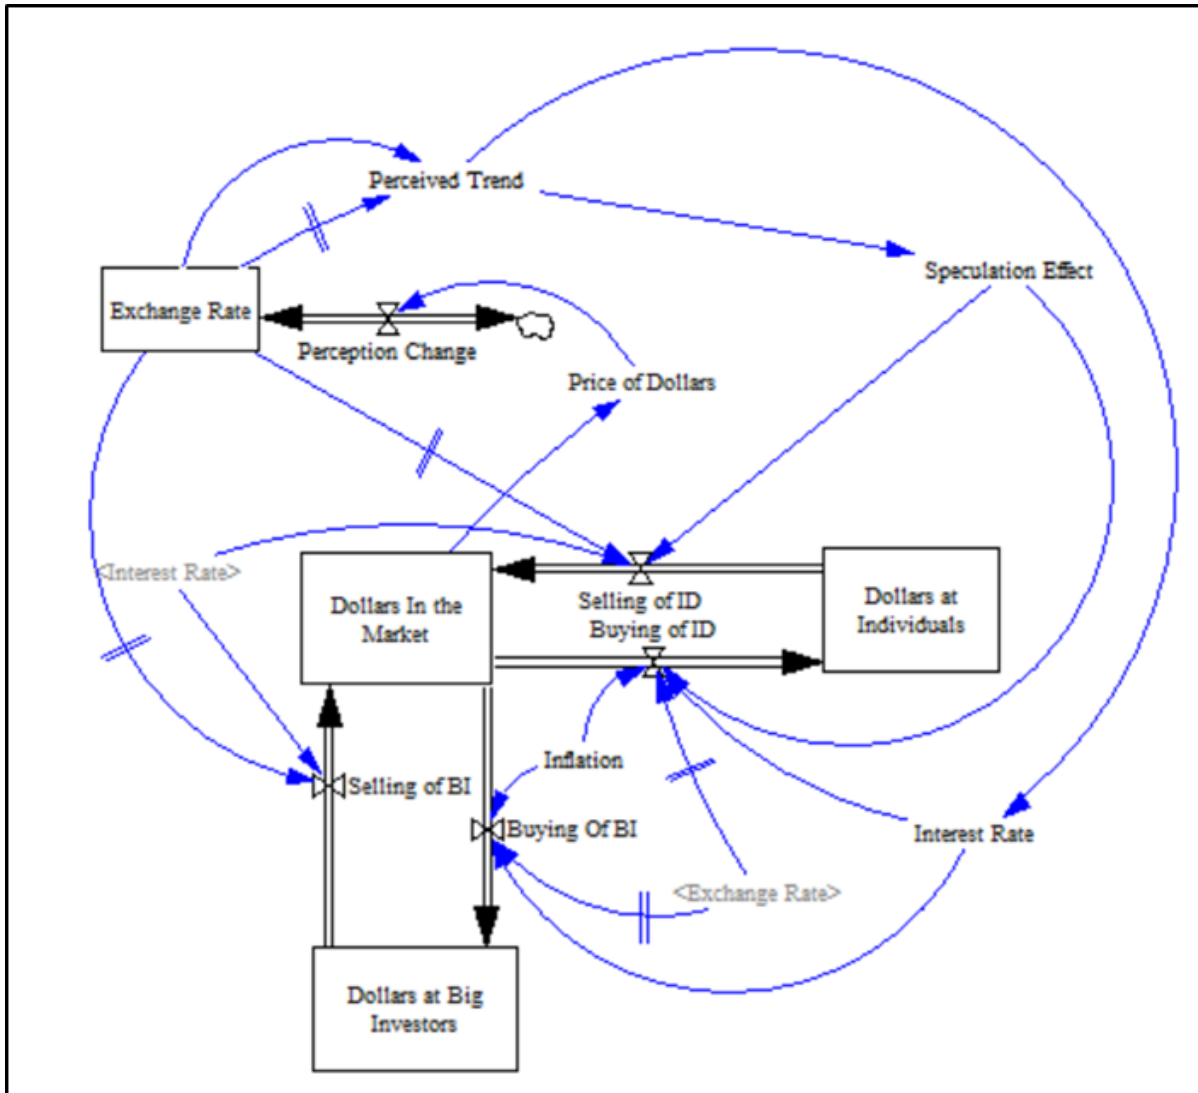 Perceived Trend
Speculation Effect
Exchange Rate
Perception Change
Price of Dollars
<Interest Rate>
Dollars In the
Market
Selling of ID
Buying of ID
Dollars at
Individuals
Inflation
Selling of BI
Buying Of BI
Interest Rate
<Exchange Rate>
Dollars at Big
Investors